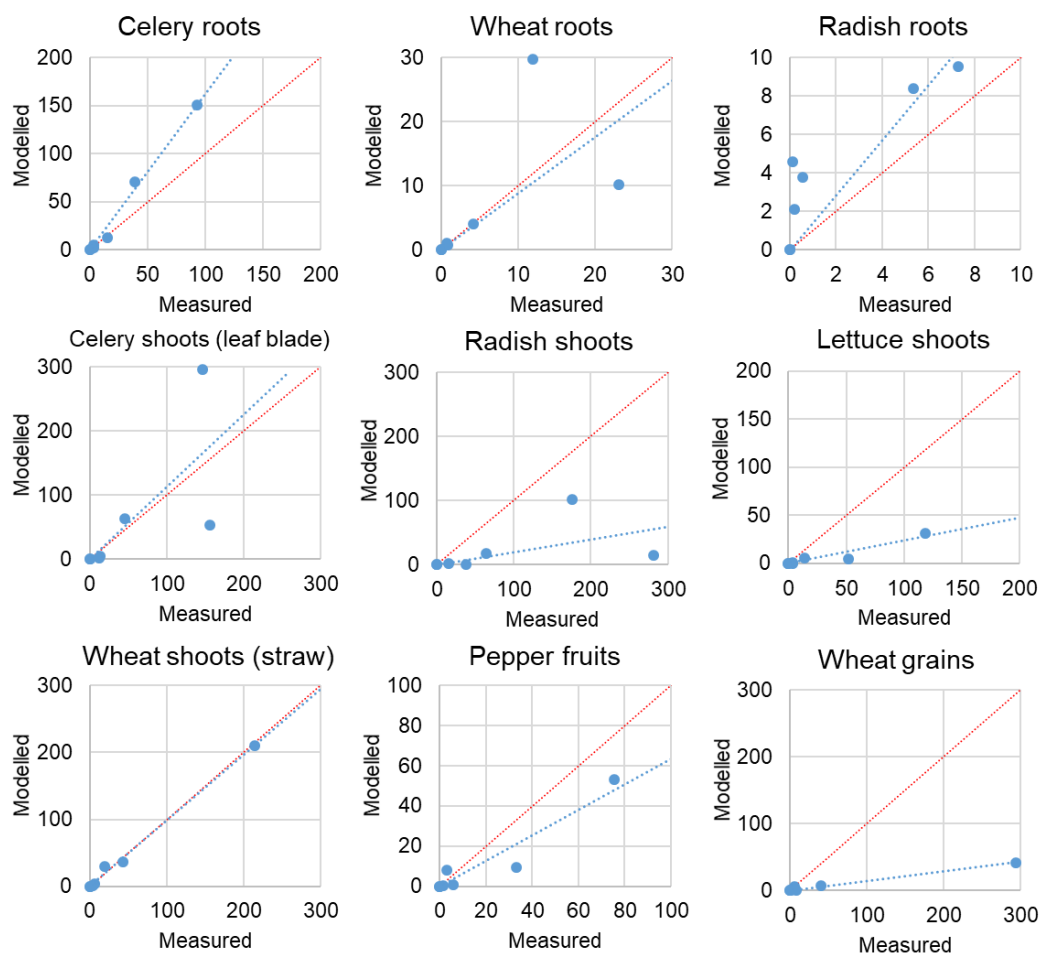 Celery roots
200
150
100
50
0
Modelled
0 50 100 150 200
Measured
Wheat roots
30
20
10
0
Modelled
0 10 20 30
Measured
Radish roots
10
8
6
4
2
0
Modelled
0 2 4 6 8 10
Measured
Celery shoots (leaf blade)
300
200
100
0
Modelled
0 100 200 300
Measured
Radish shoots
300
200
100
0
Modelled
0 100 200 300
Measured
Lettuce shoots
200
150
100
50
0
Modelled
0 50 100 150 200
Measured
Wheat shoots (straw)
300
200
100
0
Modelled
0 100 200 300
Measured
Pepper fruits
100
80
60
40
20
0
Modelled
0 20 40 60 80 100
Measured
Wheat grains
300
200
100
0
Modelled
0 100 200 300
Measured